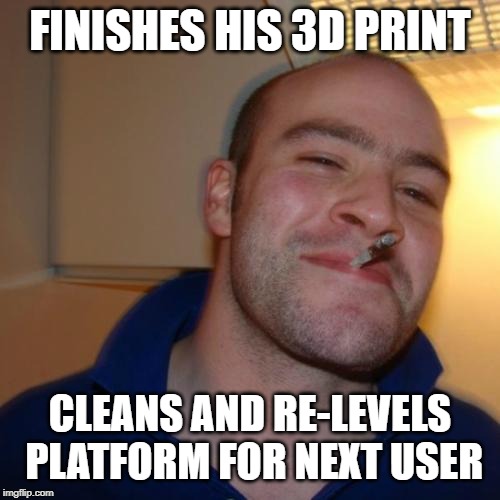 FINISHES HIS 3D PRINT
CLEANS AND RE-LEVELS
PLATFORM FOR NEXT USER
imgflip.com